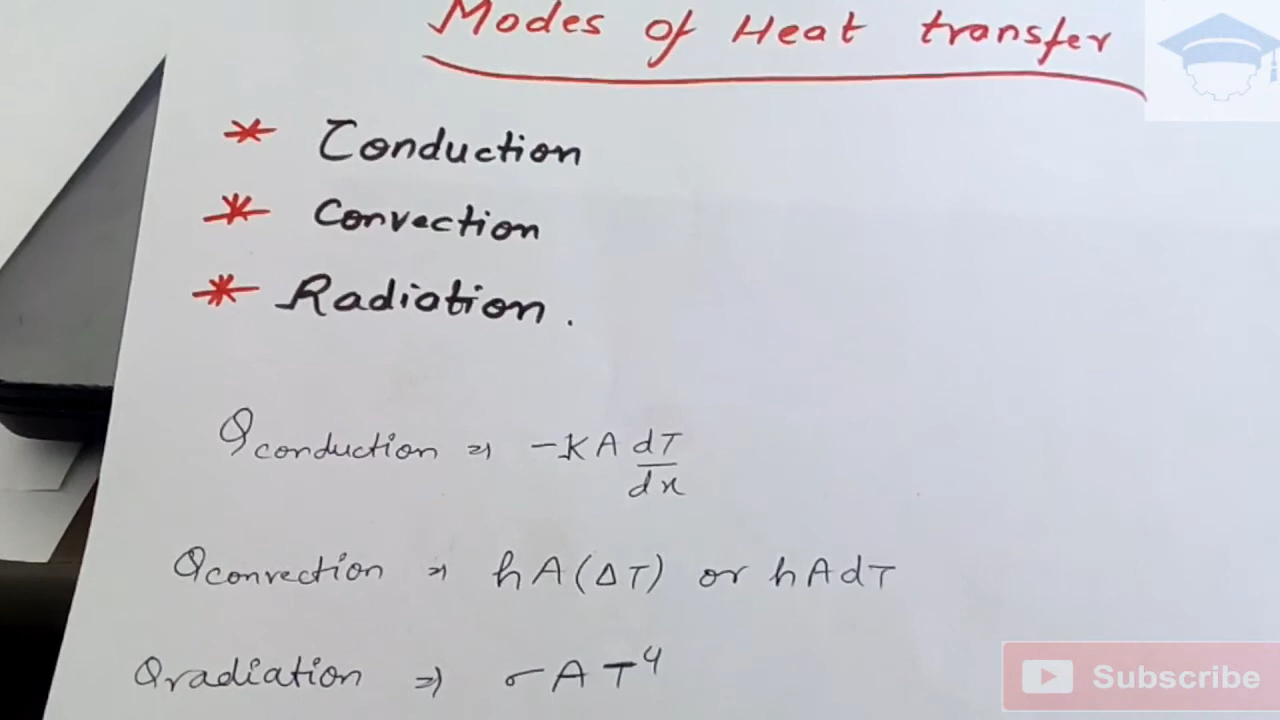 Modes of Heat transfer
* Conduction
* Convection
* Radiation.
Qconduction => -KA dT/dx
Qconvection => hA(ΔT) or hAdT
Qradiation => σAT⁴
Subscribe